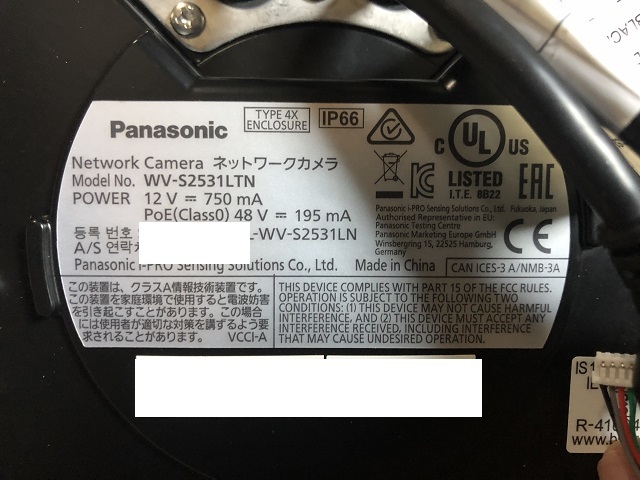 Panasonic
TYPE 4X
ENCLOSURE
IP66
C UL US
LISTED
I.T.E. 8B22
EAC
Network Camera ネットワークカメラ
Model No. WV-S2531LTN
POWER 12 V ⎓ 750 mA
PoE(Class0) 48 V ⎓ 195 mA
등록 번호
-WV-S2531LN
A/S 연락처
Panasonic i-PRO Sensing Solutions Co., Ltd. Made in China
Panasonic i-PRO Sensing Solutions Co., Ltd. Fukuoka, Japan
Authorised Representative in EU:
Panasonic Testing Centre
Panasonic Marketing Europe GmbH
Winsbergring 15, 22525 Hamburg,
Germany
CE
CAN ICES-3 A/NMB-3A
この装置は、クラスA情報技術装置です。
この装置を家庭環境で使用すると電波妨害
を引き起こすことがあります。この場合
には使用者が適切な対策を講ずるよう要
求されることがあります。 VCCI-A
THIS DEVICE COMPLIES WITH PART 15 OF THE FCC RULES.
OPERATION IS SUBJECT TO THE FOLLOWING TWO
CONDITIONS: (1) THIS DEVICE MAY NOT CAUSE HARMFUL
INTERFERENCE, AND (2) THIS DEVICE MUST ACCEPT ANY
INTERFERENCE RECEIVED, INCLUDING INTERFERENCE
THAT MAY CAUSE UNDESIRED OPERATION.